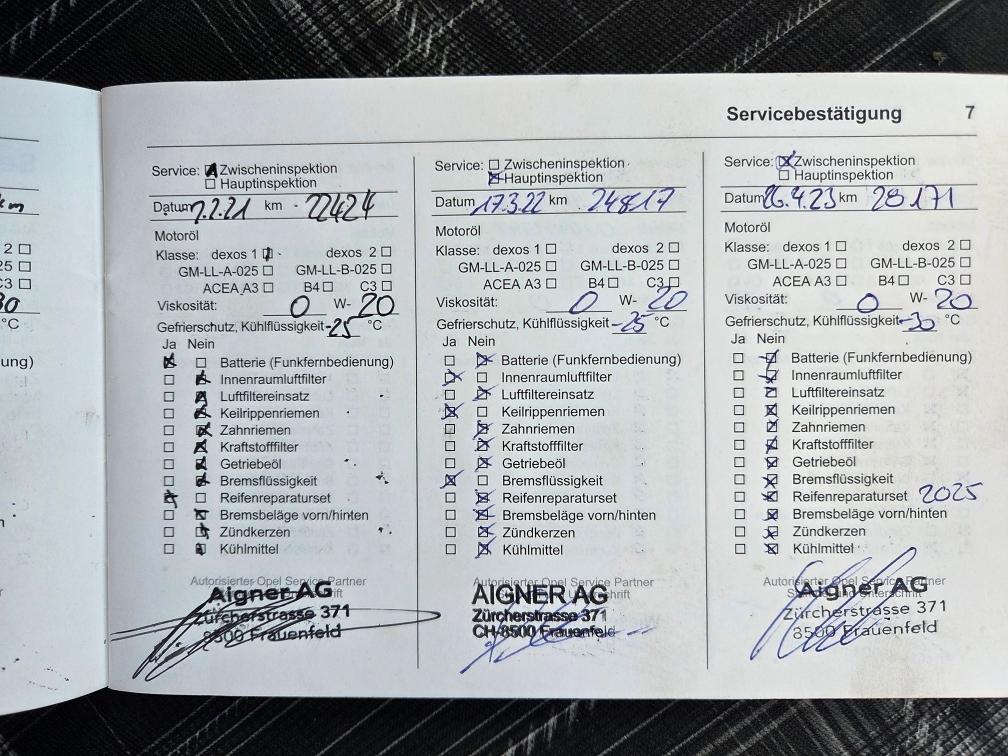 Servicebestätigung 7
Service: Zwischeninspektion
Hauptinspektion
Datum 7.2.21 km 22424
Motoröl
Klasse: dexos 1 dexos 2
GM-LL-A-025 GM-LL-B-025
ACEA A3 B4 C3
Viskosität: 0 W- 20
Gefrierschutz, Kühlflüssigkeit -25 °C
Ja Nein
Batterie (Funkfernbedienung)
Innenraumluftfilter
Luftfiltereinsatz
Keilrippenriemen
Zahnriemen
Kraftstofffilter
Getriebeöl
Bremsflüssigkeit
Reifenreparaturset
Bremsbeläge vorn/hinten
Zündkerzen
Kühlmittel
Autorisierter Opel Service Partner
Aigner AG
Zürcherstrasse 371
8500 Frauenfeld
Service: Zwischeninspektion
Hauptinspektion
Datum 17.3.22 km 24817
Motoröl
Klasse: dexos 1 dexos 2
GM-LL-A-025 GM-LL-B-025
ACEA A3 B4 C3
Viskosität: 0 W- 20
Gefrierschutz, Kühlflüssigkeit -25 °C
Ja Nein
Batterie (Funkfernbedienung)
Innenraumluftfilter
Luftfiltereinsatz
Keilrippenriemen
Zahnriemen
Kraftstofffilter
Getriebeöl
Bremsflüssigkeit
Reifenreparaturset
Bremsbeläge vorn/hinten
Zündkerzen
Kühlmittel
Autorisierter Opel Service Partner
AIGNER AG
Zürcherstrasse 371
CH-8500 Frauenfeld
Service: Zwischeninspektion
Hauptinspektion
Datum 26.4.23 km 28171
Motoröl
Klasse: dexos 1 dexos 2
GM-LL-A-025 GM-LL-B-025
ACEA A3 B4 C3
Viskosität: 0 W- 20
Gefrierschutz, Kühlflüssigkeit -30 °C
Ja Nein
Batterie (Funkfernbedienung)
Innenraumluftfilter
Luftfiltereinsatz
Keilrippenriemen
Zahnriemen
Kraftstofffilter
Getriebeöl
Bremsflüssigkeit
Reifenreparaturset 2025
Bremsbeläge vorn/hinten
Zündkerzen
Kühlmittel
Autorisierter Opel Service Partner
Aigner AG
Zürcherstrasse 371
8500 Frauenfeld